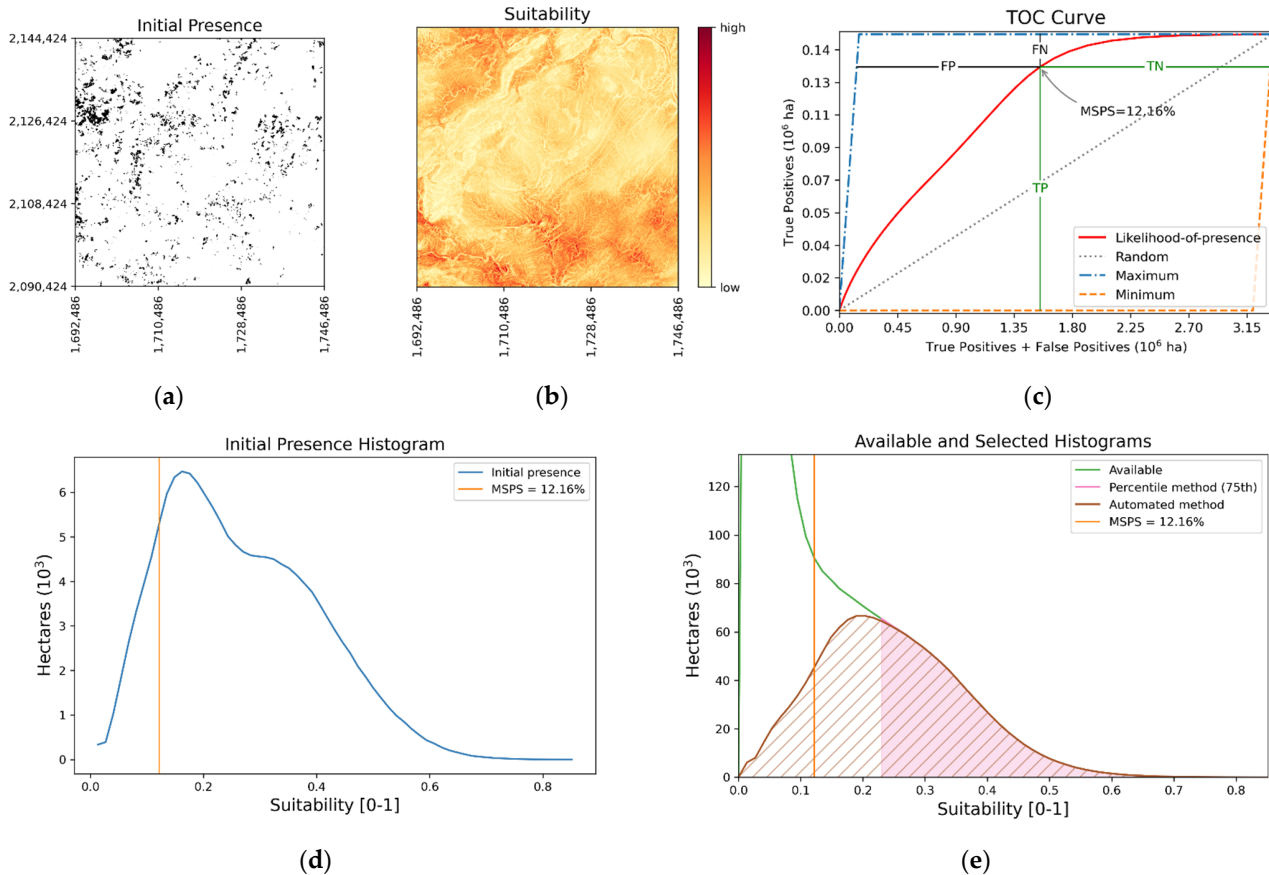 Initial Presence
2,144,424
2,126,424
2,108,424
2,090,424
1,692,486
1,710,486
1,728,486
1,746,486
(a)
Suitability
high
low
1,692,486
1,710,486
1,728,486
1,746,486
(b)
TOC Curve
True Positives (10⁶ ha)
0.14
0.13
0.11
0.09
0.07
0.05
0.04
0.02
0.00
FN
FP
TN
MSPS=12.16%
TP
Likelihood-of-presence
Random
Maximum
Minimum
0.00 0.45 0.90 1.35 1.80 2.25 2.70 3.15
True Positives + False Positives (10⁶ ha)
(c)
Initial Presence Histogram
Hectares (10³)
6
5
4
3
2
1
0
Initial presence
MSPS = 12.16%
0.0 0.2 0.4 0.6 0.8
Suitability [0-1]
(d)
Available and Selected Histograms
Hectares (10³)
120
100
80
60
40
20
0
Available
Percentile method (75th)
Automated method
MSPS = 12.16%
0.0 0.1 0.2 0.3 0.4 0.5 0.6 0.7 0.8
Suitability [0-1]
(e)